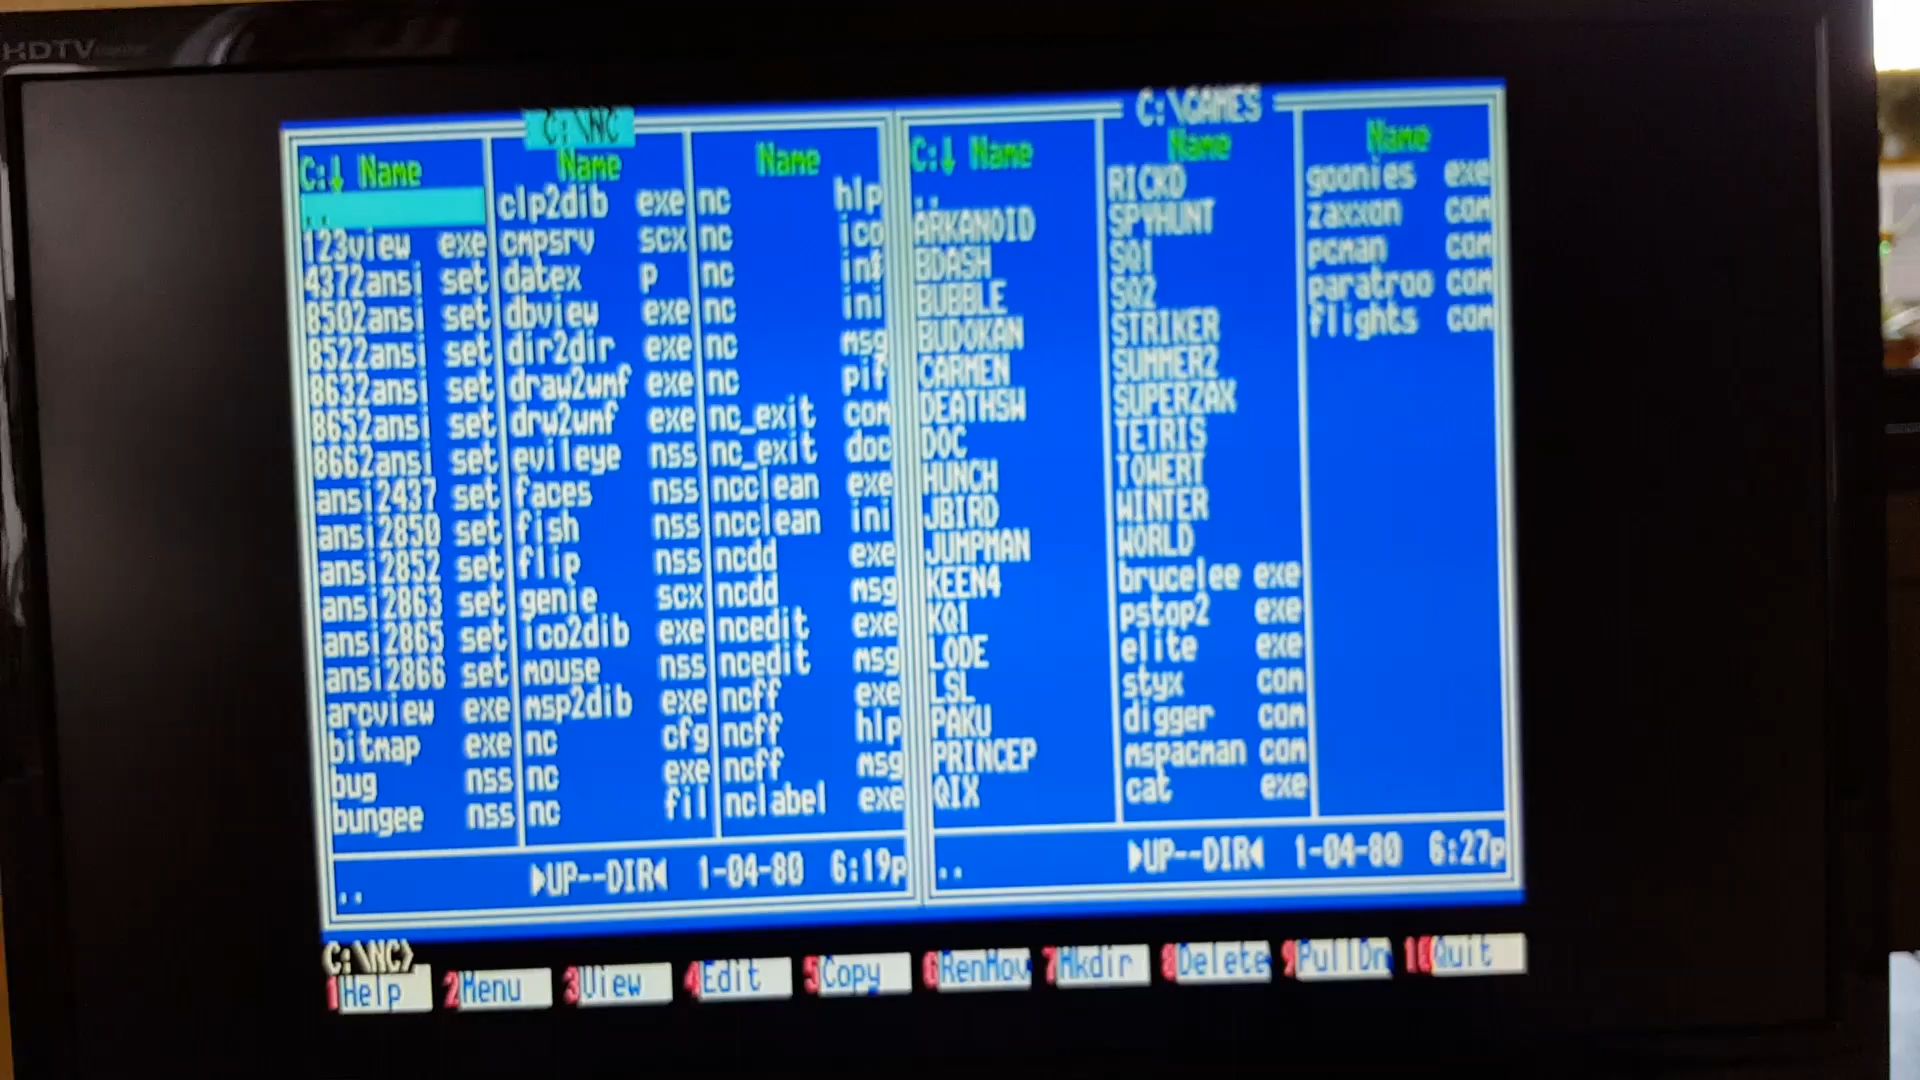 HDTV
C:\NC
C:↓ Name Name Name
.. clp2dib exe nc hlp
123view exe cmpsrv scx nc ico
4372ansi set datex p nc inf
8502ansi set dbview exe nc ini
8522ansi set dir2dir exe nc msg
8632ansi set draw2wmf exe nc pif
8652ansi set drw2wmf exe nc_exit com
8662ansi set evileye nss nc_exit doc
ansi2437 set faces nss ncclean exe
ansi2850 set fish nss ncclean ini
ansi2852 set flip nss ncdd exe
ansi2863 set genie scx ncdd msg
ansi2865 set ico2dib exe ncedit exe
ansi2866 set mouse nss ncedit msg
arcview exe msp2dib exe ncff exe
bitmap exe nc cfg ncff hlp
bug nss nc exe ncff msg
bungee nss nc fil nclabel exe
.. ►UP--DIR◄ 1-04-80 6:19p
C:\GAMES
C:↓ Name Name Name
.. RICKD goonies exe
ARKANOID SPYHUNT zaxxon com
BDASH SQ1 pcman com
BUBBLE SQ2 paratroo com
BUDOKAN STRIKER flights com
CARMEN SUMMER2
DEATHSW SUPERZAX
DOC TETRIS
HUNCH TOWERT
JBIRD WINTER
JUMPMAN WORLD
KEEN4 brucelee exe
KQ1 pstop2 exe
LODE elite exe
LSL styx com
PAKU digger com
PRINCEP mspacman com
QIX cat exe
.. ►UP--DIR◄ 1-04-80 6:27p
C:\NC>
1Help 2Menu 3View 4Edit 5Copy 6RenMov 7Mkdir 8Delete 9PullDn 10Quit